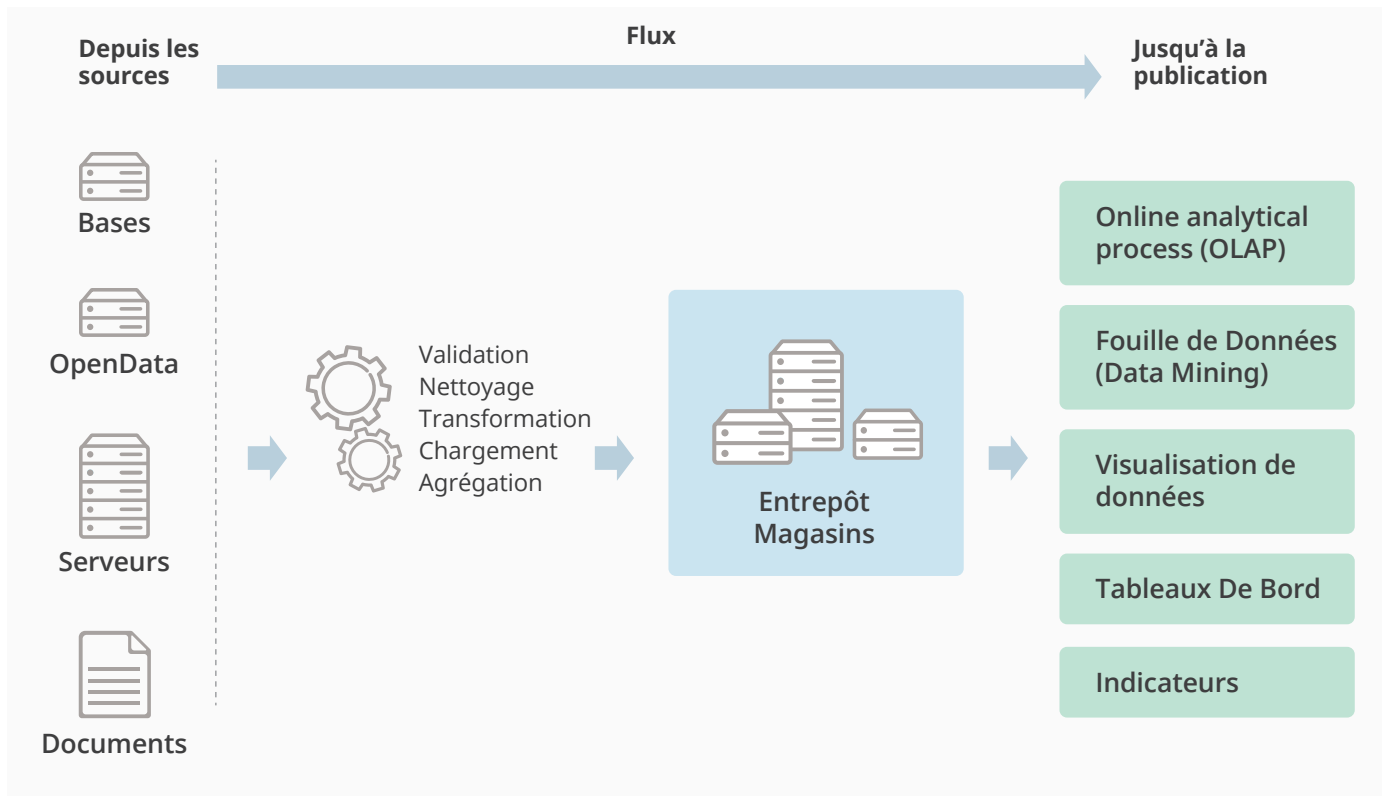 Depuis les
sources
Flux
Jusqu’à la
publication
Bases
OpenData
Serveurs
Documents
Validation
Nettoyage
Transformation
Chargement
Agrégation
Entrepôt
Magasins
Online analytical
process (OLAP)
Fouille de Données
(Data Mining)
Visualisation de
données
Tableaux De Bord
Indicateurs